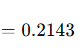 = 0.2143